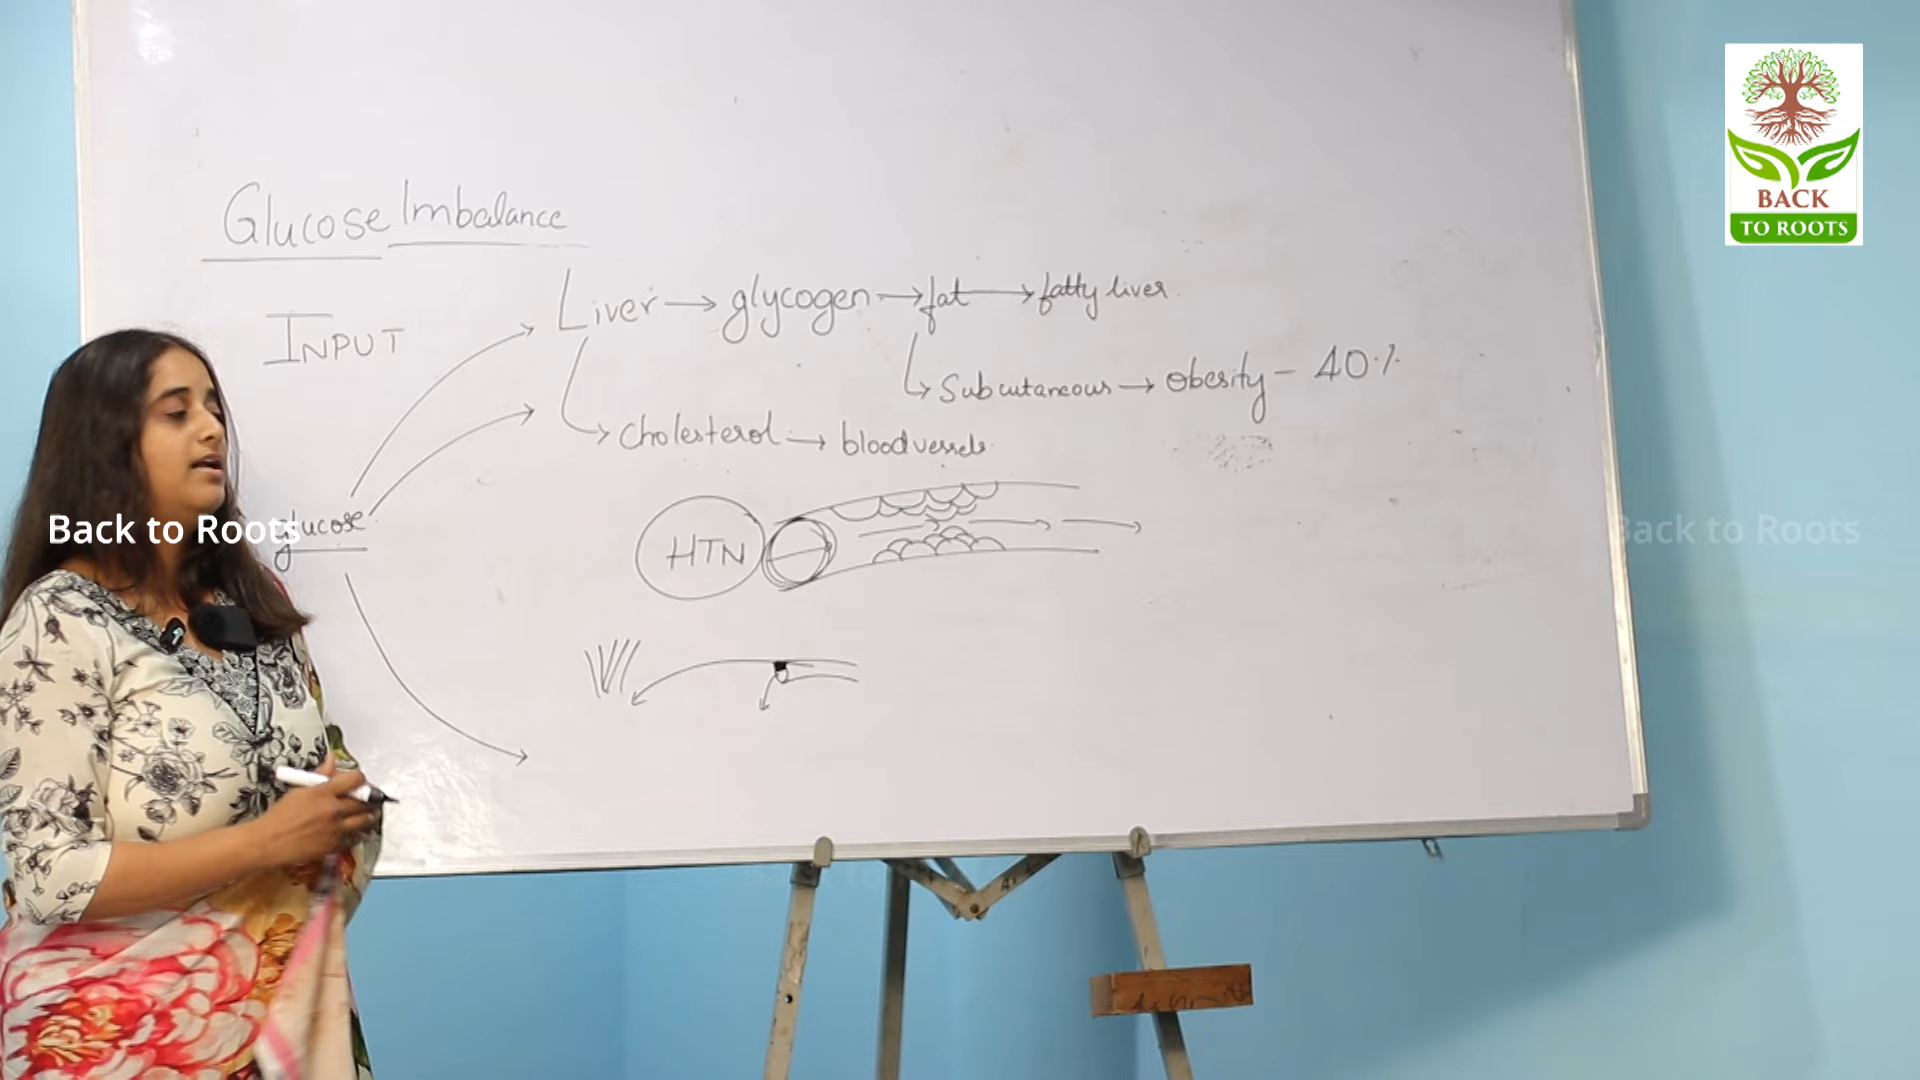 Glucose Imbalance
INPUT
Liver → glycogen → fat → fatty liver
Subcutaneous → Obesity - 40%
Cholesterol → blood vessels
glucose
HTN
Back to Roots
Back to Roots
BACK
TO ROOTS